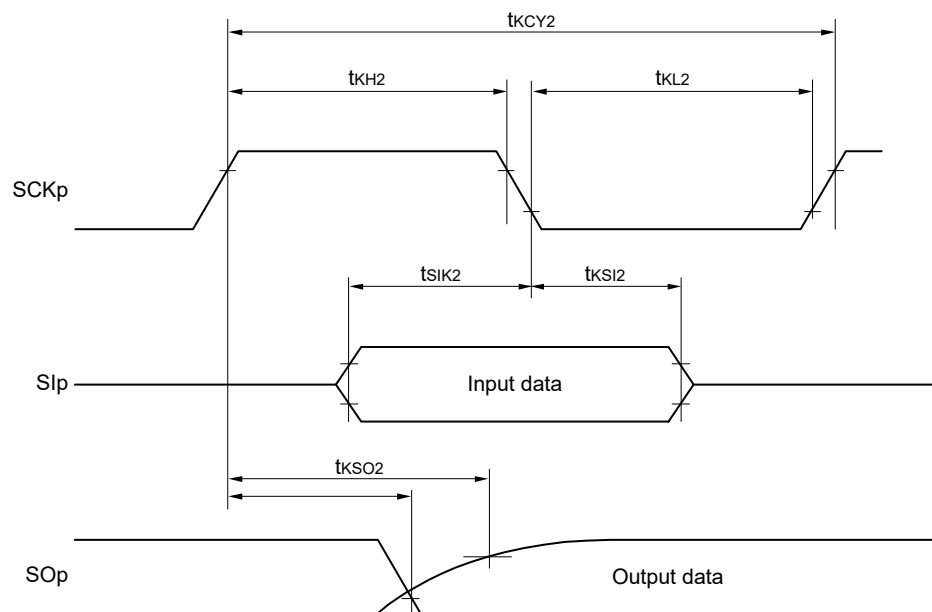 tKCY2
tKH2
tKL2
SCKp
tSIK2
tKSI2
SIp
Input data
tKSO2
SOp
Output data